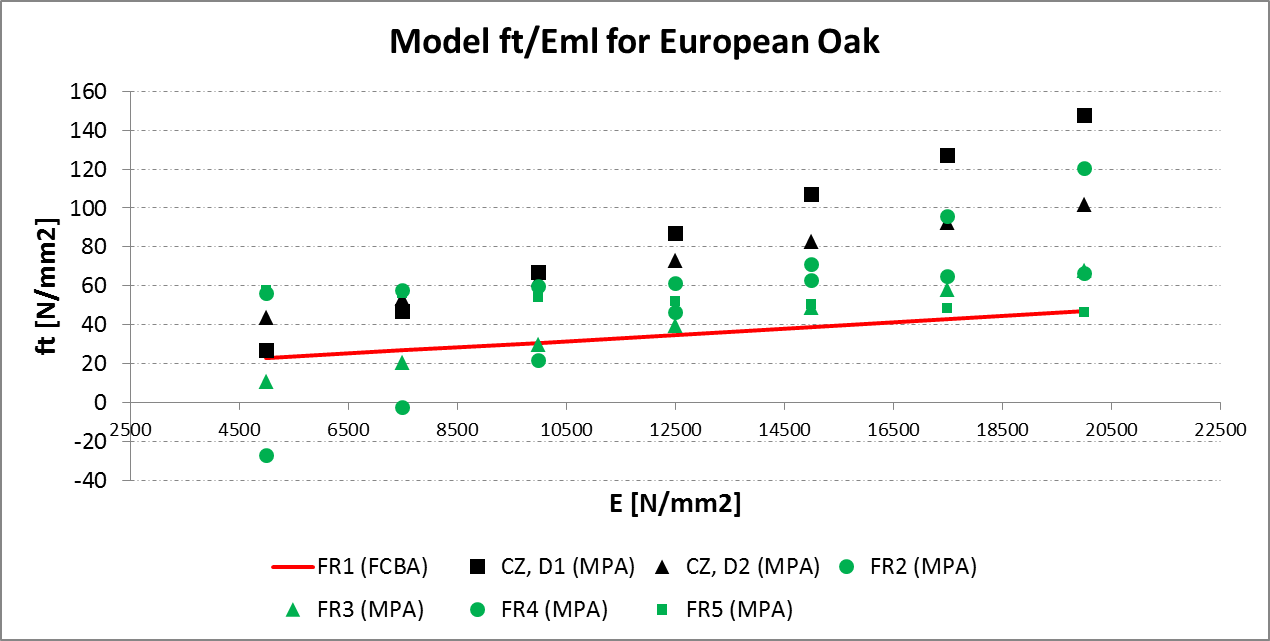 Model ft/Eml for European Oak
160
140
120
100
80
60
40
20
0
-20
-40
ft [N/mm2]
2500 4500 6500 8500 10500 12500 14500 16500 18500 20500 22500
E [N/mm2]
FR1 (FCBA) CZ, D1 (MPA) CZ, D2 (MPA) FR2 (MPA)
FR3 (MPA) FR4 (MPA) FR5 (MPA)